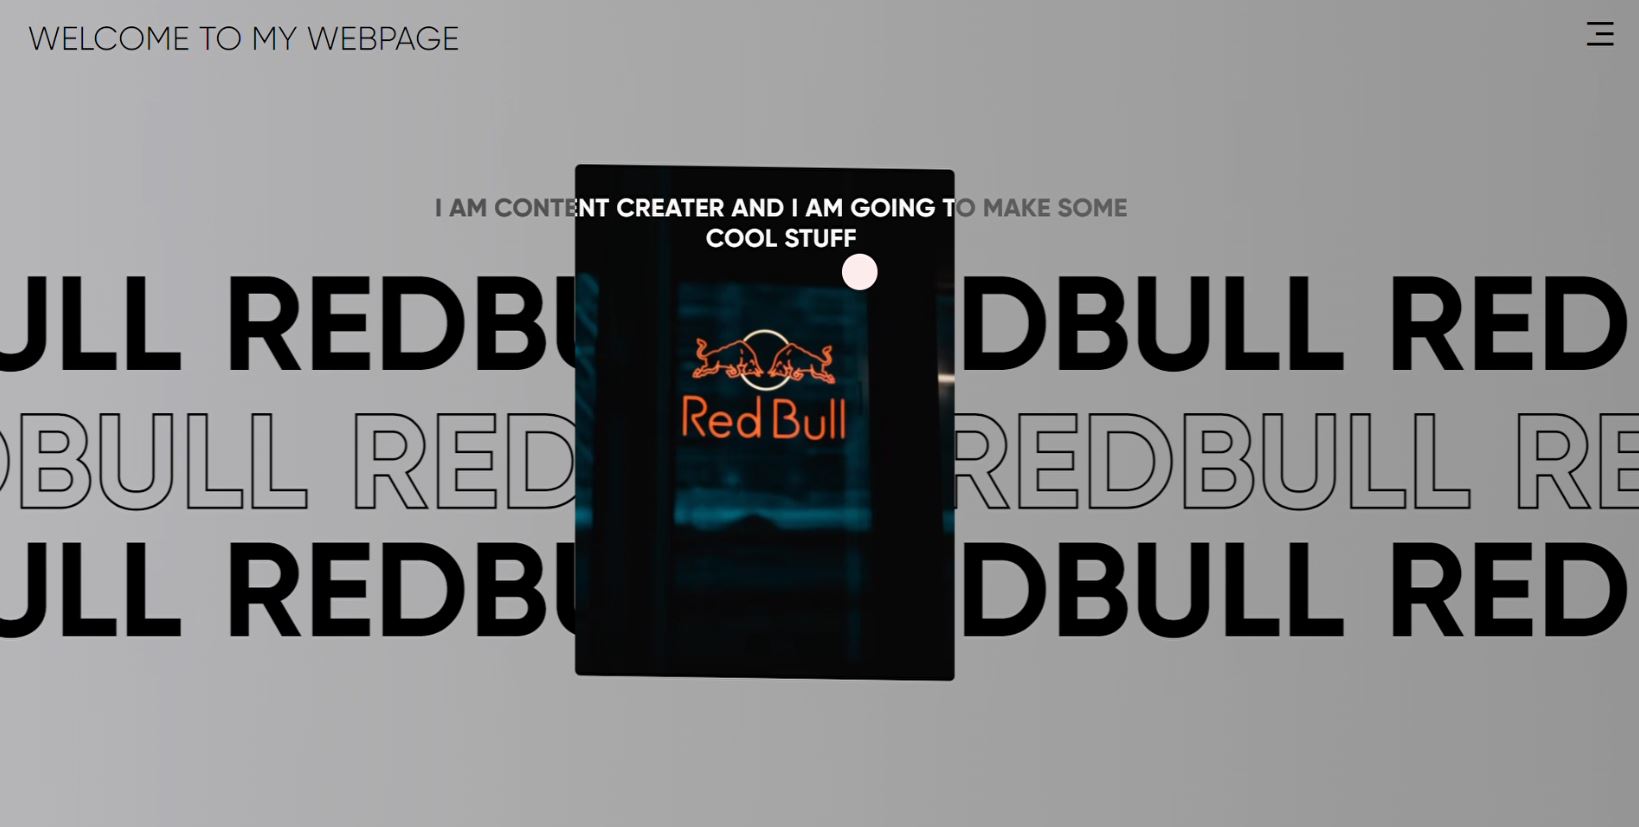 WELCOME TO MY WEBPAGE
I AM CONTENT CREATER AND I AM GOING TO MAKE SOME
COOL STUFF
ULL REDBU DBULL RED
Red Bull
DBULL RED REDBULL RE
ULL REDBU DBULL RED